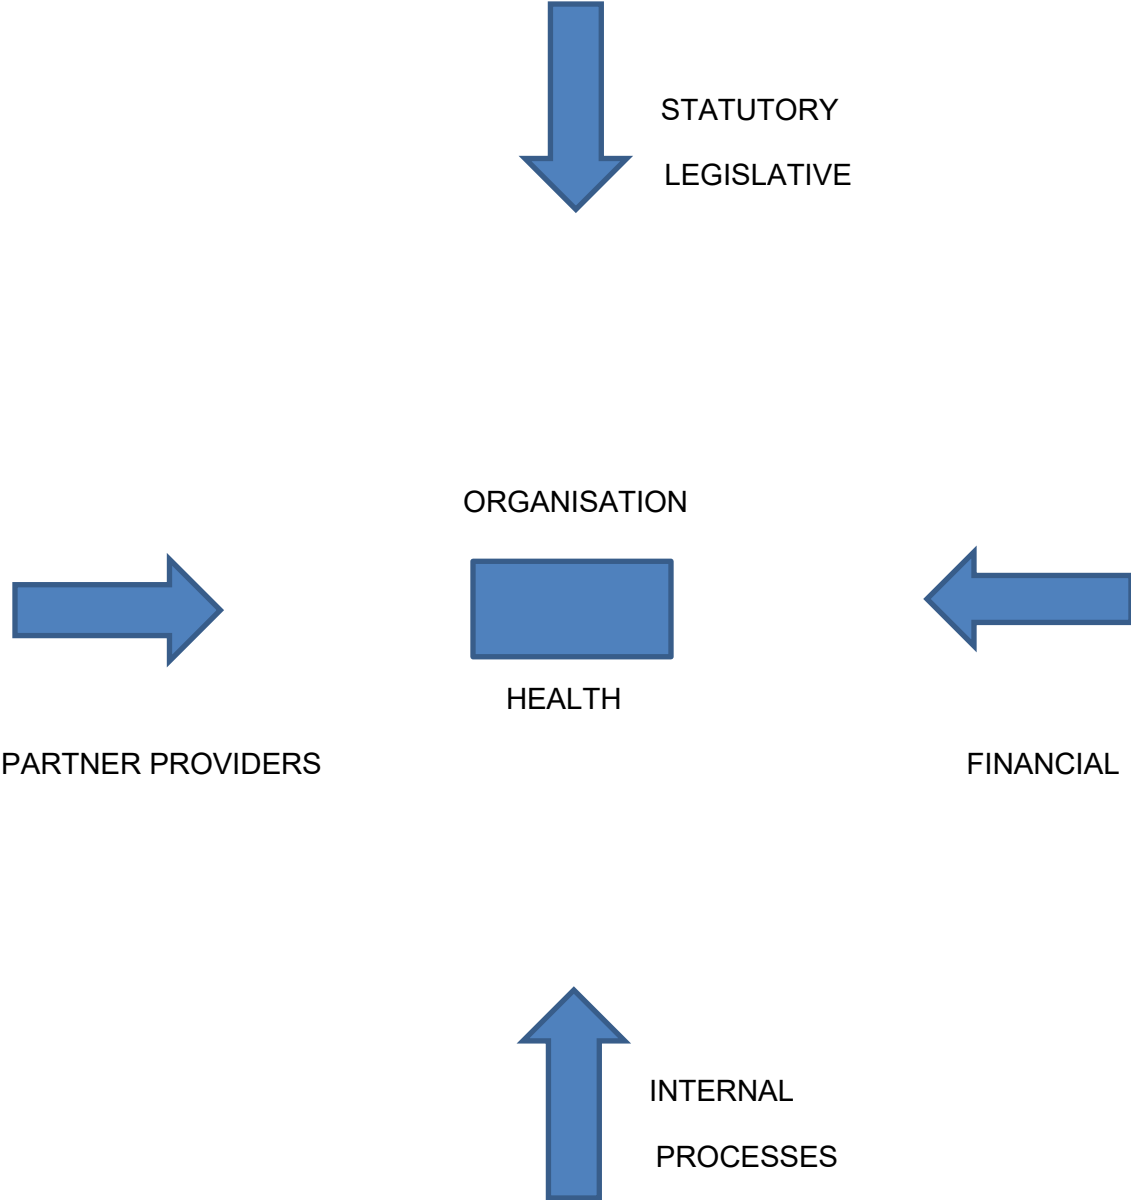 STATUTORY
LEGISLATIVE
ORGANISATION
HEALTH
PARTNER PROVIDERS
FINANCIAL
INTERNAL
PROCESSES